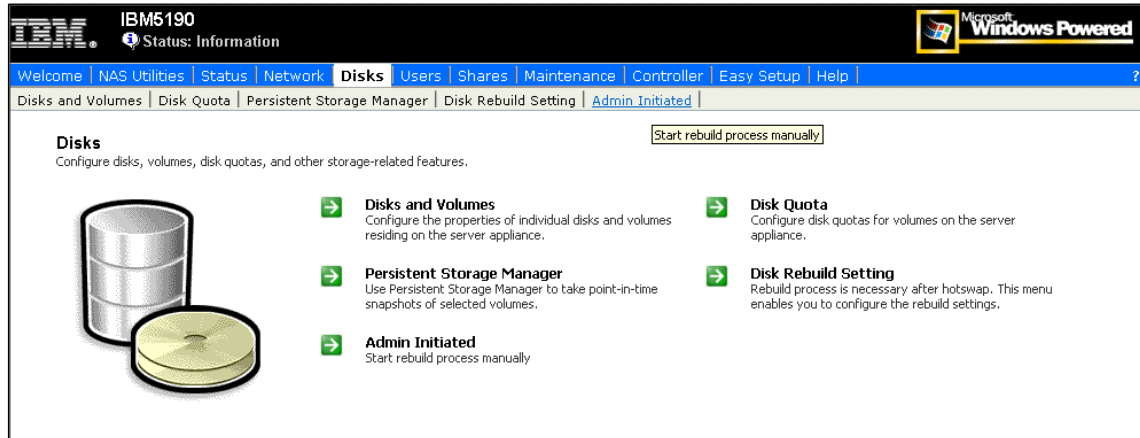 IBM®
IBM5190
Status: Information
Microsoft
Windows Powered
Welcome | NAS Utilities | Status | Network | Disks | Users | Shares | Maintenance | Controller | Easy Setup | Help | ?
Disks and Volumes | Disk Quota | Persistent Storage Manager | Disk Rebuild Setting | Admin Initiated |
Start rebuild process manually
Disks
Configure disks, volumes, disk quotas, and other storage-related features.
Disks and Volumes
Configure the properties of individual disks and volumes
residing on the server appliance.
Disk Quota
Configure disk quotas for volumes on the server
appliance.
Persistent Storage Manager
Use Persistent Storage Manager to take point-in-time
snapshots of selected volumes.
Disk Rebuild Setting
Rebuild process is necessary after hotswap. This menu
enables you to configure the rebuild settings.
Admin Initiated
Start rebuild process manually